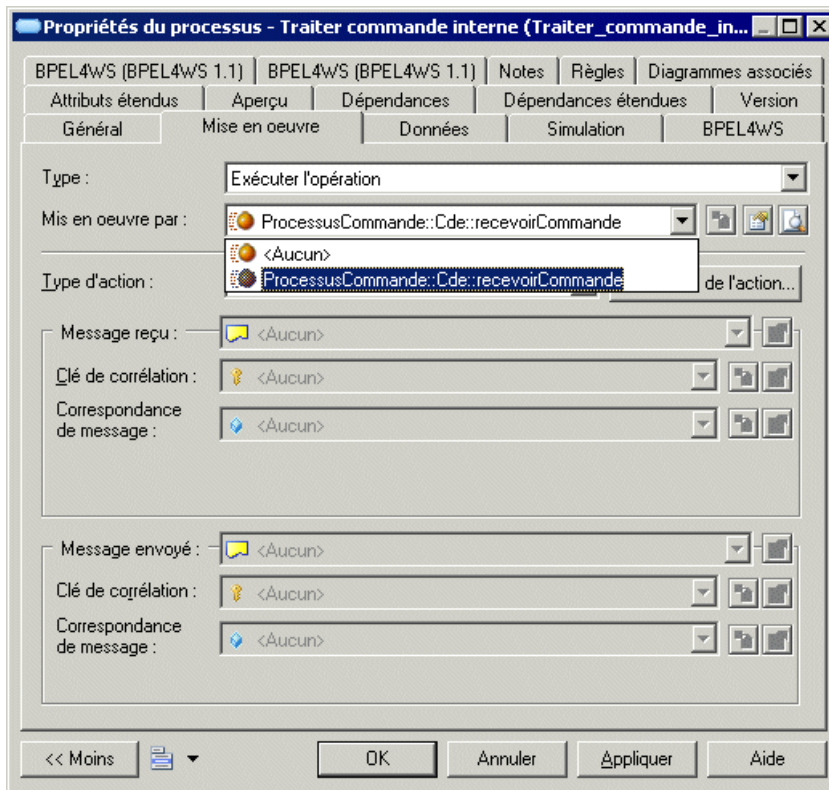 Propriétés du processus - Traiter commande interne (Traiter_commande_in...
BPEL4WS (BPEL4WS 1.1) BPEL4WS (BPEL4WS 1.1) Notes Règles Diagrammes associés
Attributs étendus Aperçu Dépendances Dépendances étendues Version
Général Mise en oeuvre Données Simulation BPEL4WS
Type : Exécuter l'opération
Mis en oeuvre par : ProcessusCommande::Cde::recevoirCommande
<Aucun>
Type d'action : ProcessusCommande::Cde::recevoirCommande de l'action...
Message reçu : <Aucun>
Clé de corrélation : <Aucun>
Correspondance
de message : <Aucun>
Message envoyé : <Aucun>
Clé de corrélation : <Aucun>
Correspondance
de message : <Aucun>
<< Moins OK Annuler Appliquer Aide